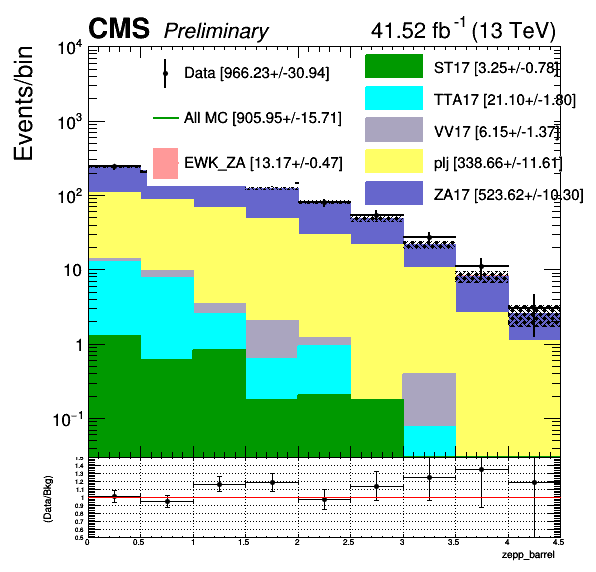 CMS Preliminary 41.52 fb⁻¹ (13 TeV)
Events/bin
10⁴
10³
10²
10
1
10⁻¹
Data [966.23+/-30.94]
All MC [905.95+/-15.71]
EWK_ZA [13.17+/-0.47]
ST17 [3.25+/-0.78]
TTA17 [21.10+/-1.80]
VV17 [6.15+/-1.37]
plj [338.66+/-11.61]
ZA17 [523.62+/-10.30]
(Data/Bkg)
1.5
1.4
1.3
1.2
1.1
1
0.9
0.8
0.7
0.6
0.5
0 0.5 1 1.5 2 2.5 3 3.5 4 4.5
zepp_barrel